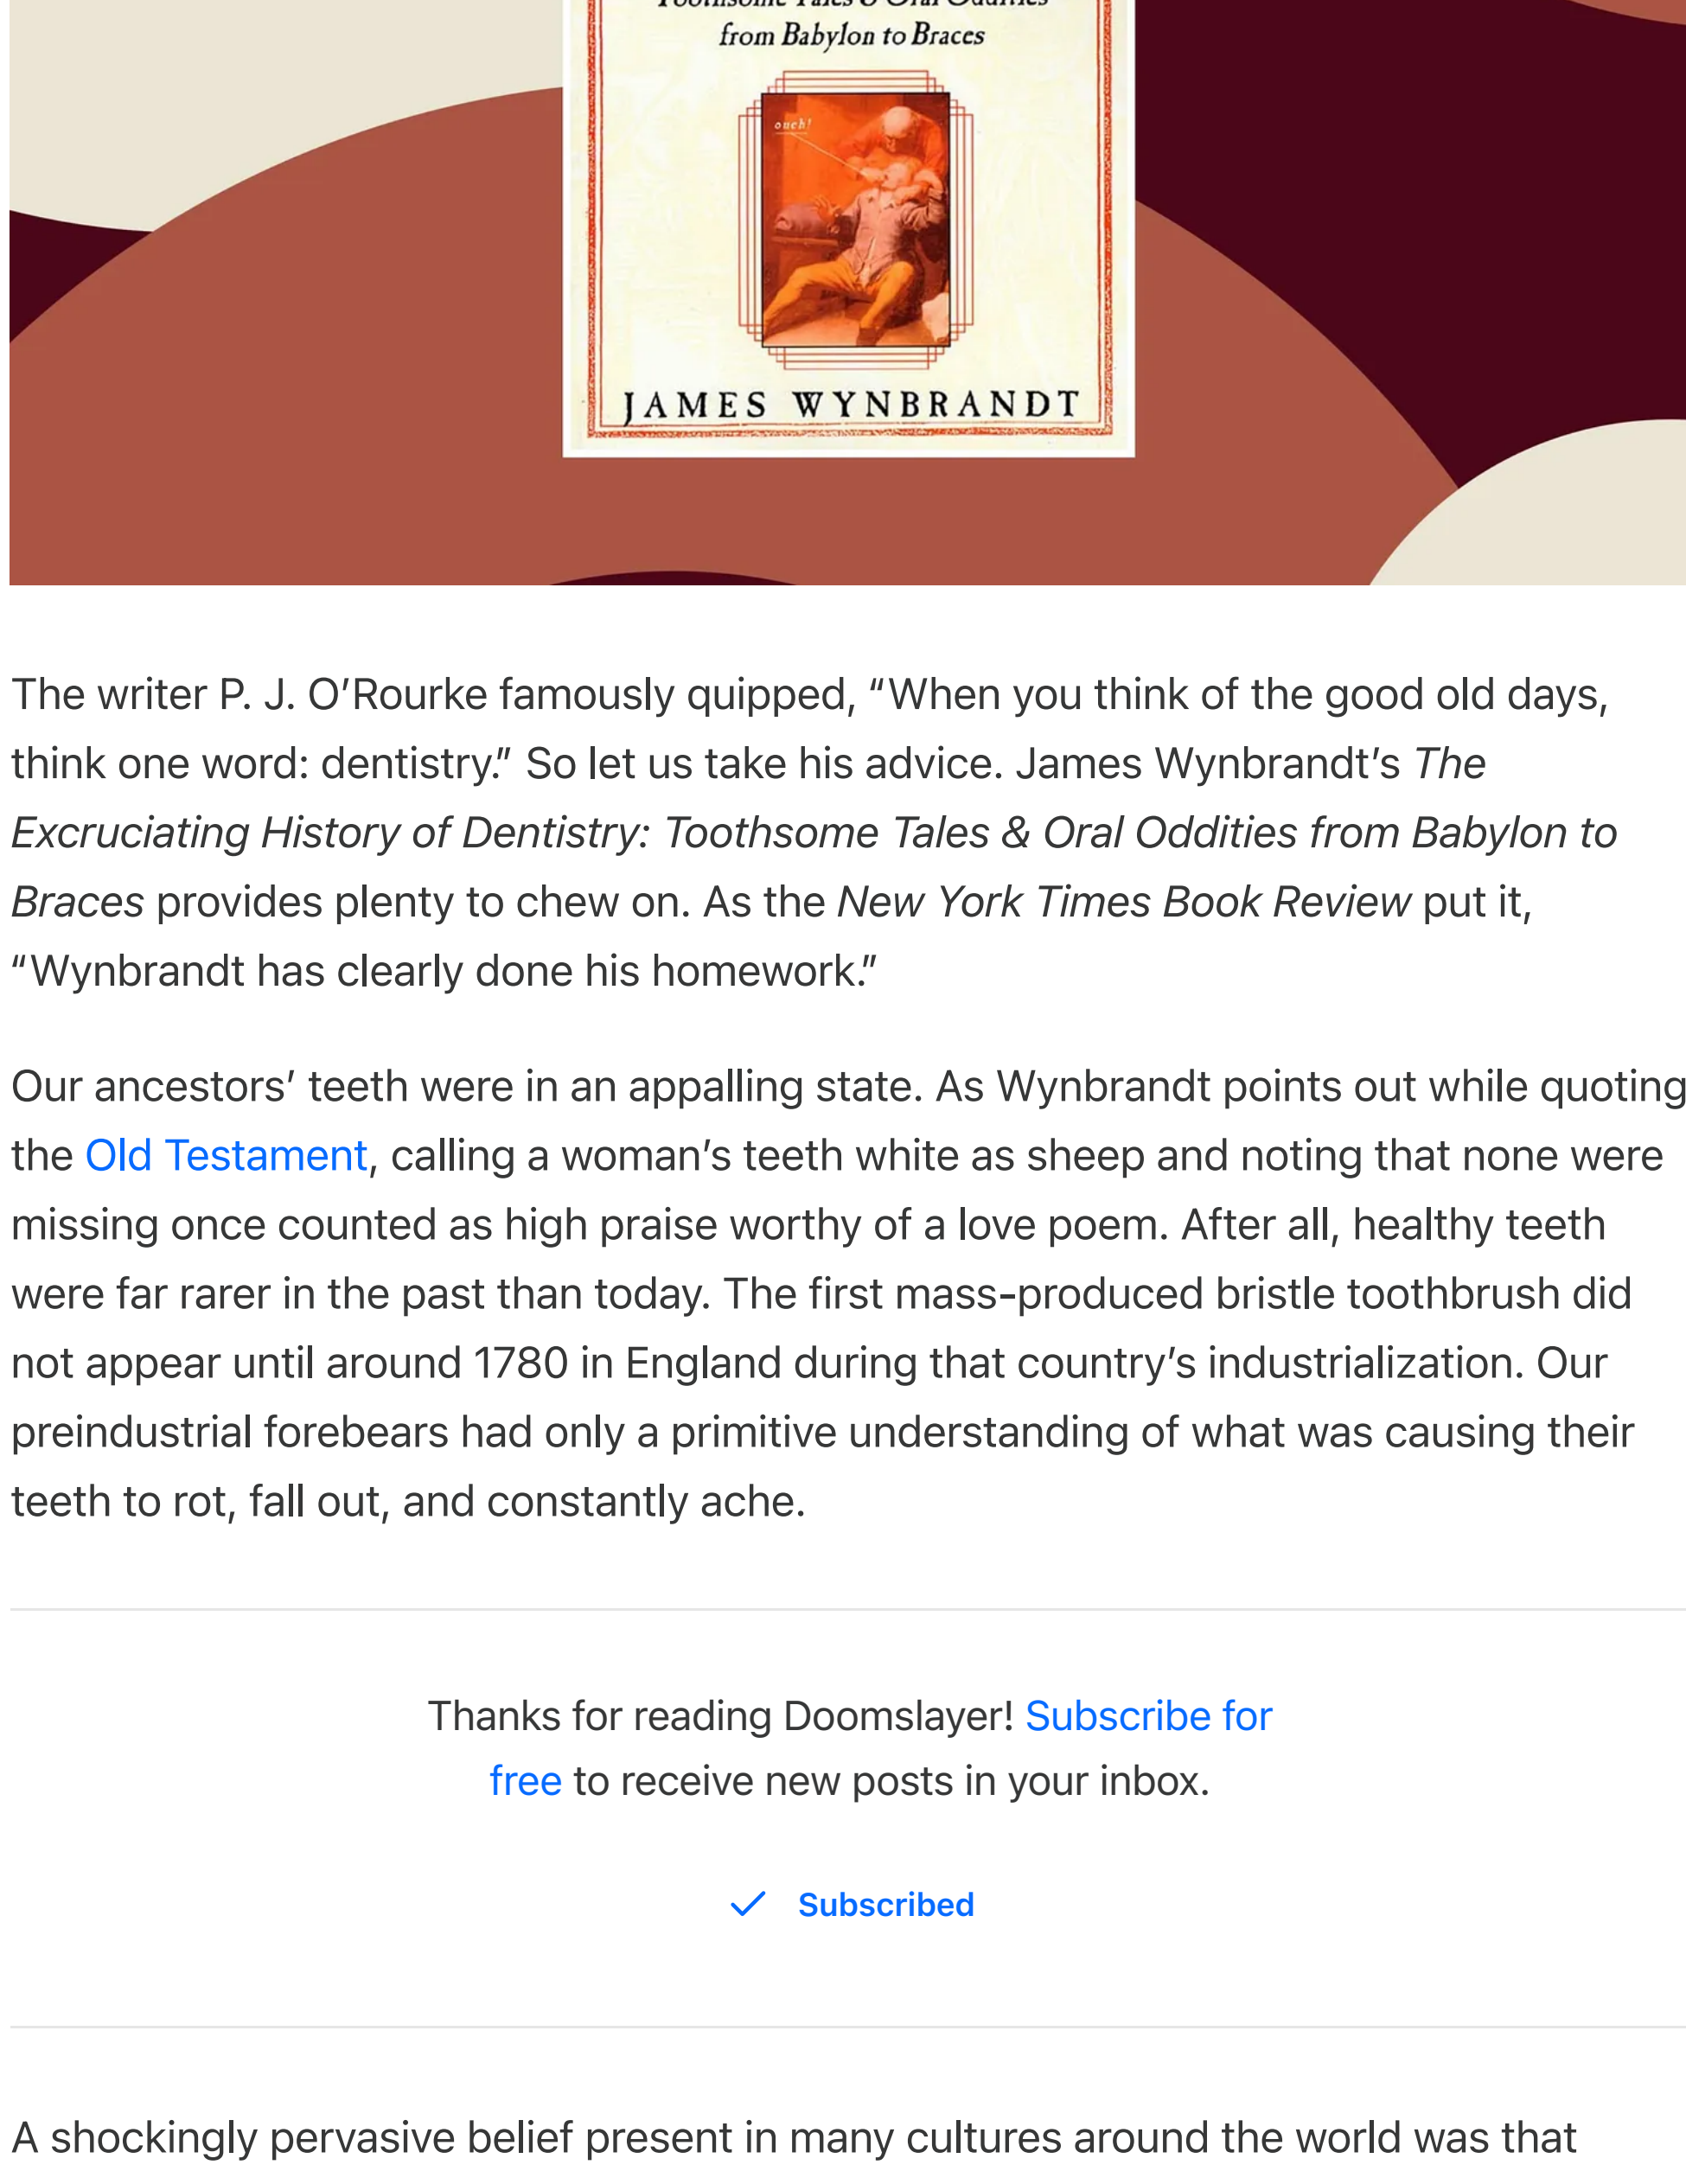 Toothsome Tales & Oral Oddities
from Babylon to Braces
ouch!
JAMES WYNBRANDT
The writer P. J. O’Rourke famously quipped, “When you think of the good old days,
think one word: dentistry.” So let us take his advice. James Wynbrandt’s The
Excruciating History of Dentistry: Toothsome Tales & Oral Oddities from Babylon to
Braces provides plenty to chew on. As the New York Times Book Review put it,
“Wynbrandt has clearly done his homework.”
Our ancestors’ teeth were in an appalling state. As Wynbrandt points out while quoting
the Old Testament, calling a woman’s teeth white as sheep and noting that none were
missing once counted as high praise worthy of a love poem. After all, healthy teeth
were far rarer in the past than today. The first mass-produced bristle toothbrush did
not appear until around 1780 in England during that country’s industrialization. Our
preindustrial forebears had only a primitive understanding of what was causing their
teeth to rot, fall out, and constantly ache.
Thanks for reading Doomslayer! Subscribe for
free to receive new posts in your inbox.
Subscribed
A shockingly pervasive belief present in many cultures around the world was that